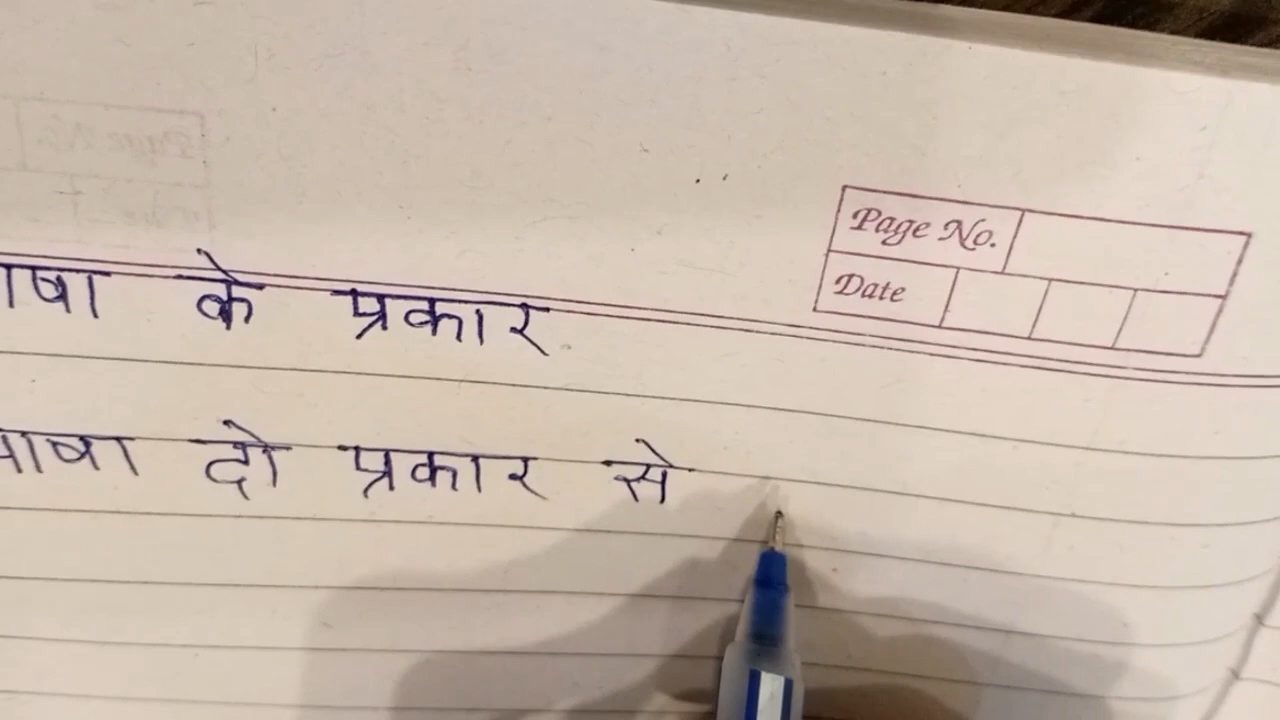 Page No.
Date
के प्रकार
दो प्रकार से